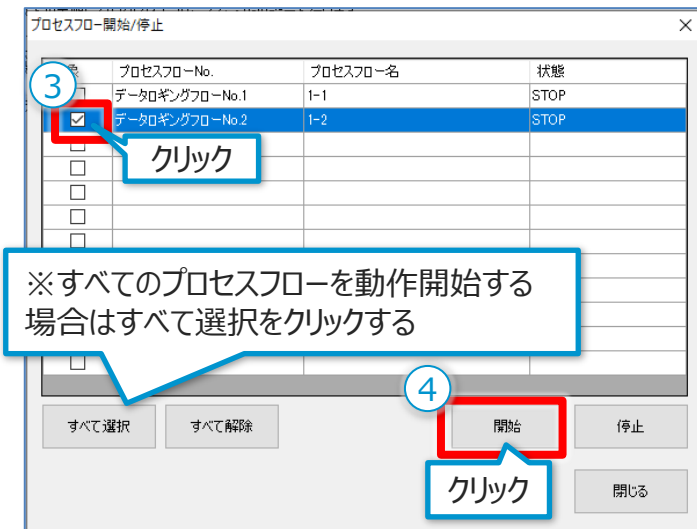 プロセスフロー開始/停止
プロセスフローNo. プロセスフロー名 状態
③
データロギングフローNo.1 1-1 STOP
データロギングフローNo.2 1-2 STOP
クリック
※すべてのプロセスフローを動作開始する
場合はすべて選択をクリックする
④
すべて選択 すべて解除 開始 停止
クリック
閉じる